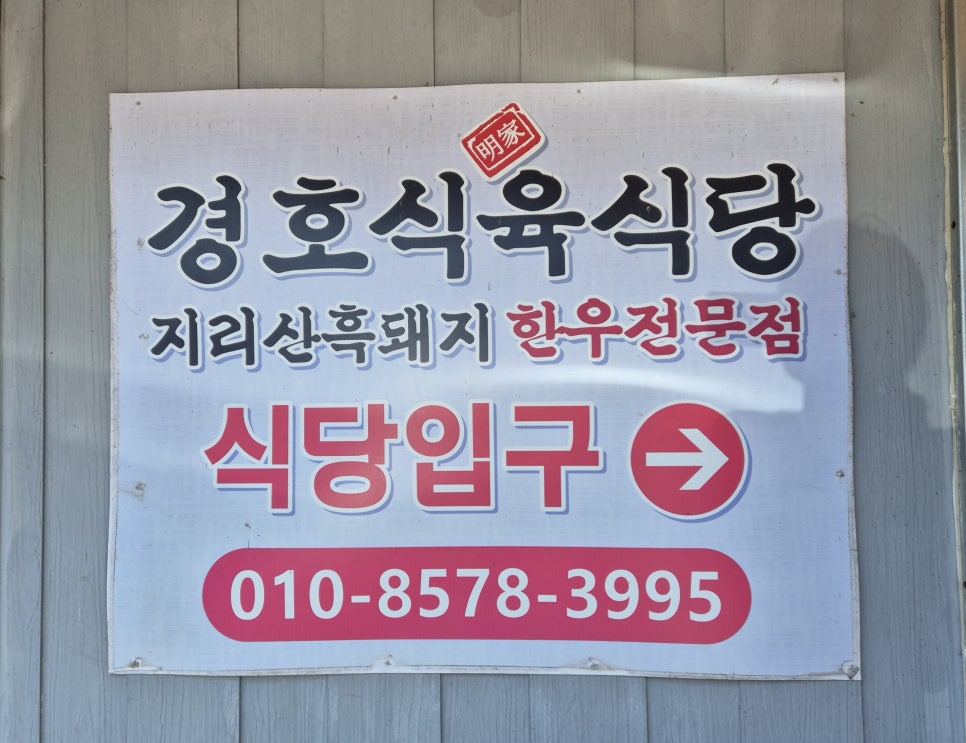 明家
경호식육식당
지리산흑돼지 한우전문점
식당입구 →
010-8578-3995